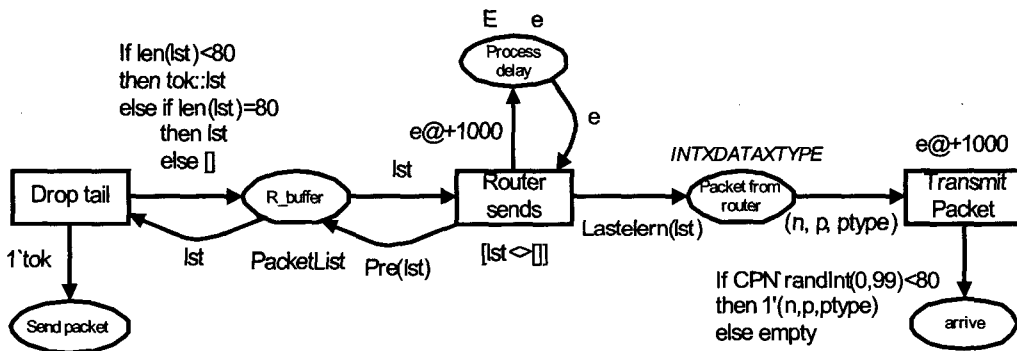 E e
Process
delay
If len(lst)<80
then tok::lst
else if len(lst)=80
then lst
else []
e@+1000
e
INTXDATAXTYPE
e@+1000
Drop tail
R_buffer
lst
Router
sends
Packet from
router
Transmit
Packet
lst
PacketList
Pre(lst)
[lst<>[]]
Lastelern(lst)
(n, p, ptype)
1`tok
Send packet
If CPN`randInt(0,99)<80
then 1'(n,p,ptype)
else empty
arrive